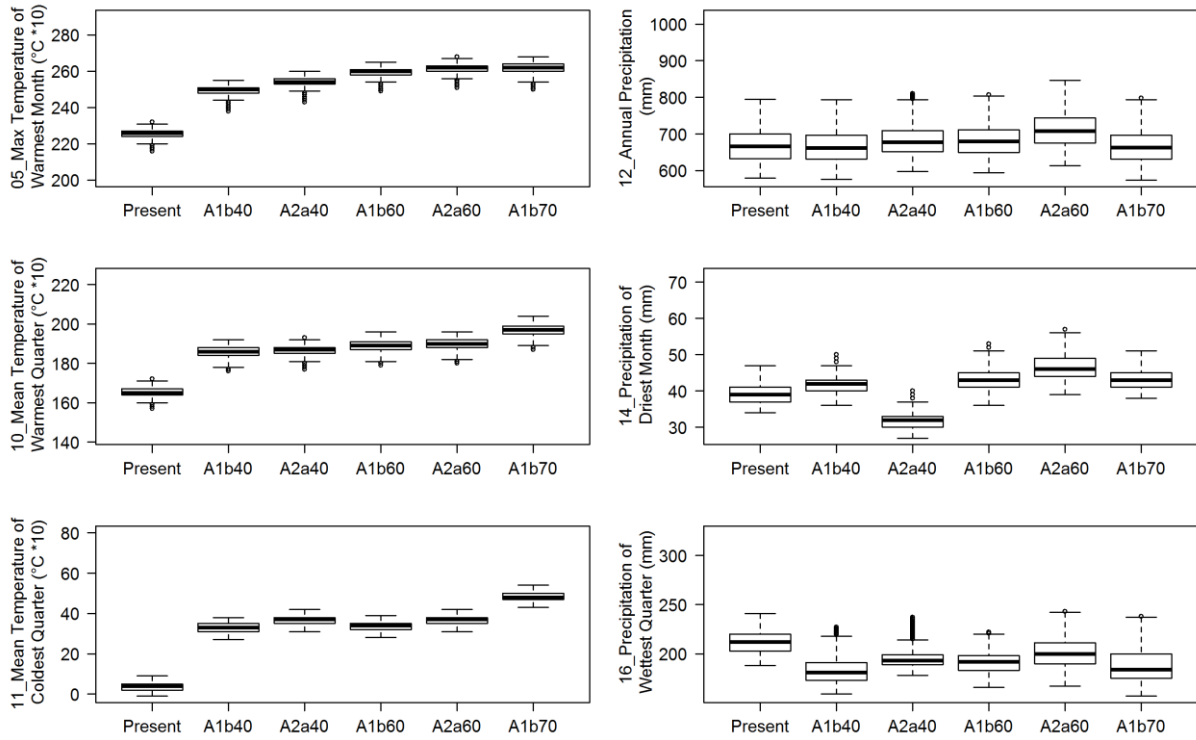 05_Max Temperature of
Warmest Month (°C *10)
260
240
220
200
Present A1b40 A2a40 A1b60 A2a60 A1b70
12_Annual Precipitation
(mm)
1000
900
800
700
600
Present A1b40 A2a40 A1b60 A2a60 A1b70
10_Mean Temperature of
Warmest Quarter (°C *10)
220
200
180
160
140
Present A1b40 A2a40 A1b60 A2a60 A1b70
14_Precipitation of
Driest Month (mm)
70
60
50
40
30
Present A1b40 A2a40 A1b60 A2a60 A1b70
11_Mean Temperature of
Coldest Quarter (°C *10)
80
60
40
20
0
Present A1b40 A2a40 A1b60 A2a60 A1b70
16_Precipitation of
Wettest Quarter (mm)
300
250
200
Present A1b40 A2a40 A1b60 A2a60 A1b70